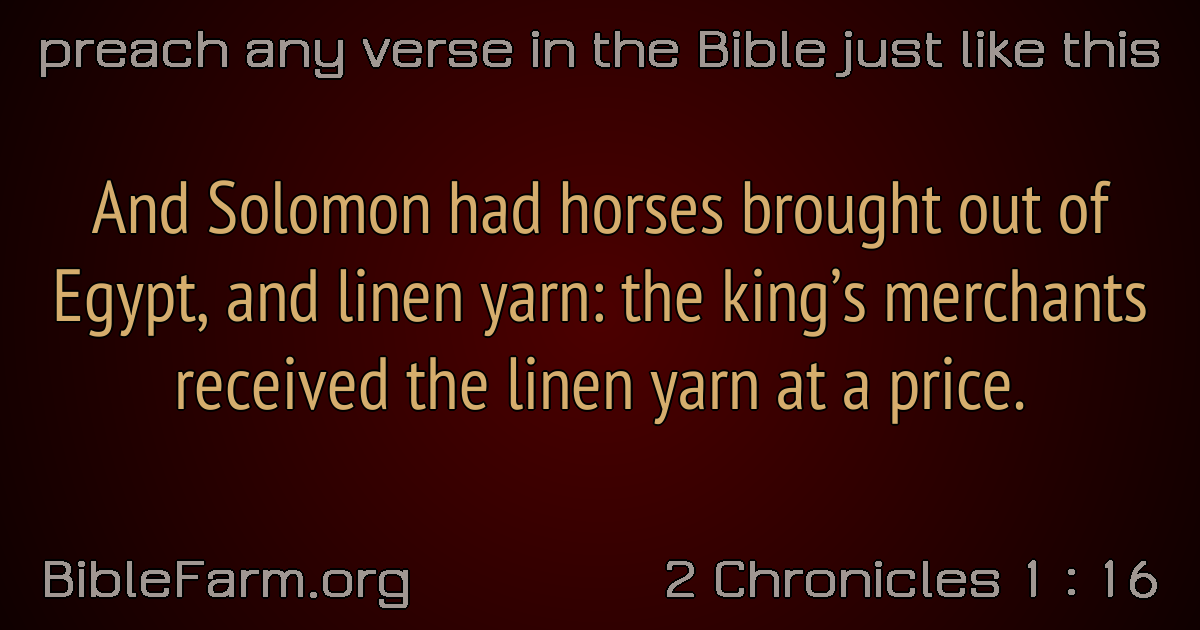 preach any verse in the Bible just like this
And Solomon had horses brought out of
Egypt, and linen yarn: the king’s merchants
received the linen yarn at a price.
BibleFarm.org
2 Chronicles 1 : 16